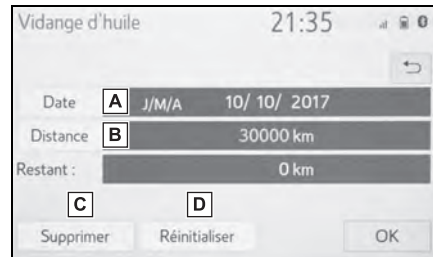 Vidange d'huile 21:35
Date A J/M/A 10/ 10/ 2017
Distance B 30000 km
Restant : 0 km
C D
Supprimer Réinitialiser OK